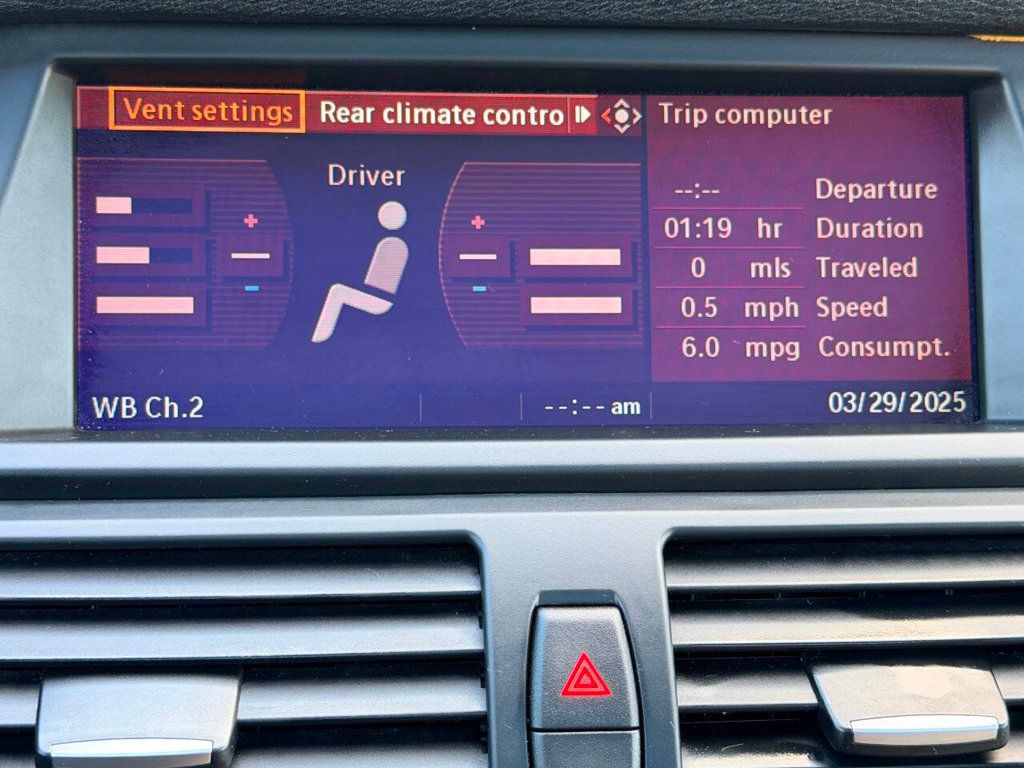 Vent settings Rear climate contro
Driver
WB Ch.2
--:-- am
Trip computer
--:-- Departure
01:19 hr Duration
0 mls Traveled
0.5 mph Speed
6.0 mpg Consumpt.
03/29/2025